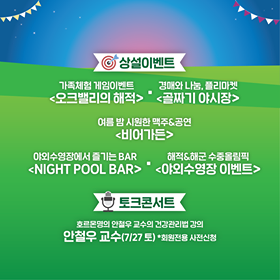 상설이벤트
가족체험 게임이벤트
<오크밸리의 해적>
경매와 나눔, 플리마켓
<골짜기 야시장>
여름 밤 시원한 맥주&공연
<비어가든>
야외수영장에서 즐기는 BAR
<NIGHT POOL BAR>
해적&해군 수중올림픽
<야외수영장 이벤트>
토크콘서트
호르몬명의 안철우 교수의 건강관리법 강의
안철우 교수(7/27 토) *회원전용 사전신청